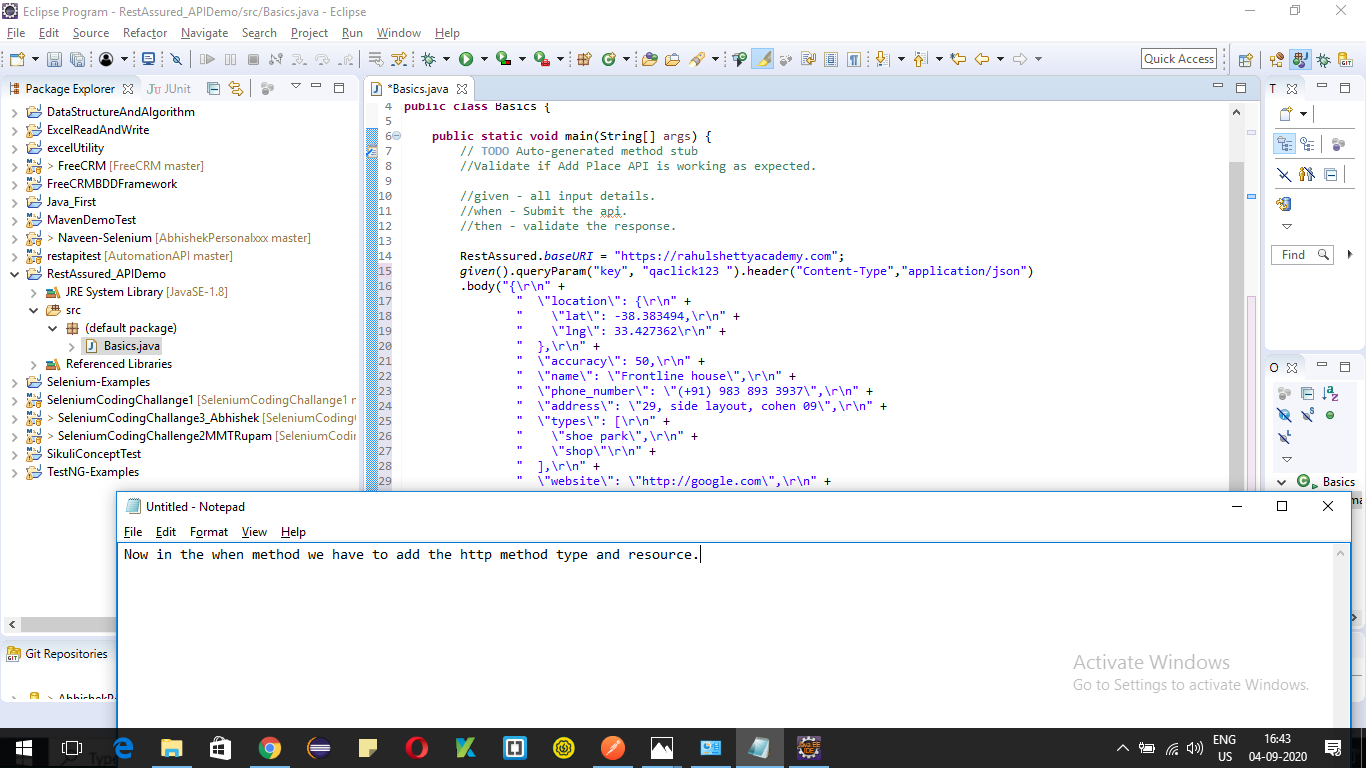 Eclipse Program - RestAssured_APIDemo/src/Basics.java - Eclipse
File Edit Source Refactor Navigate Search Project Run Window Help
Quick Access
Package Explorer
JUnit
DataStructureAndAlgorithm
ExcelReadAndWrite
excelUtility
> FreeCRM [FreeCRM master]
FreeCRMBDDFramework
Java_First
MavenDemoTest
> Naveen-Selenium [AbhishekPersonalxxx master]
restapitest [AutomationAPI master]
RestAssured_APIDemo
JRE System Library [JavaSE-1.8]
src
(default package)
Basics.java
Referenced Libraries
Selenium-Examples
SeleniumCodingChallange1 [SeleniumCodingChallange1 r
> SeleniumCodingChallange3_Abhishek [SeleniumCoding
> SeleniumCodingChallenge2MMTRupam [SeleniumCodin
SikuliConceptTest
TestNG-Examples
Git Repositories
*Basics.java
4 public class Basics {
5
6 public static void main(String[] args) {
7 // TODO Auto-generated method stub
8 //Validate if Add Place API is working as expected.
9
10 //given - all input details.
11 //when - Submit the api.
12 //then - validate the response.
13
14 RestAssured.baseURI = "https://rahulshettyacademy.com";
15 given().queryParam("key", "qaclick123 ").header("Content-Type","application/json")
16 .body("{\r\n" +
17 "  \"location\": {\r\n" +
18 "    \"lat\": -38.383494,\r\n" +
19 "    \"lng\": 33.427362\r\n" +
20 "  },\r\n" +
21 "  \"accuracy\": 50,\r\n" +
22 "  \"name\": \"Frontline house\",\r\n" +
23 "  \"phone_number\": \"(+91) 983 893 3937\",\r\n" +
24 "  \"address\": \"29, side layout, cohen 09\",\r\n" +
25 "  \"types\": [\r\n" +
26 "    \"shoe park\",\r\n" +
27 "    \"shop\"\r\n" +
28 "  ],\r\n" +
29 "  \"website\": \"http://google.com\",\r\n" +
T
Find
O
Basics
Untitled - Notepad
File Edit Format View Help
Now in the when method we have to add the http method type and resource.
Activate Windows
Go to Settings to activate Windows.
ENG
US
16:43
04-09-2020